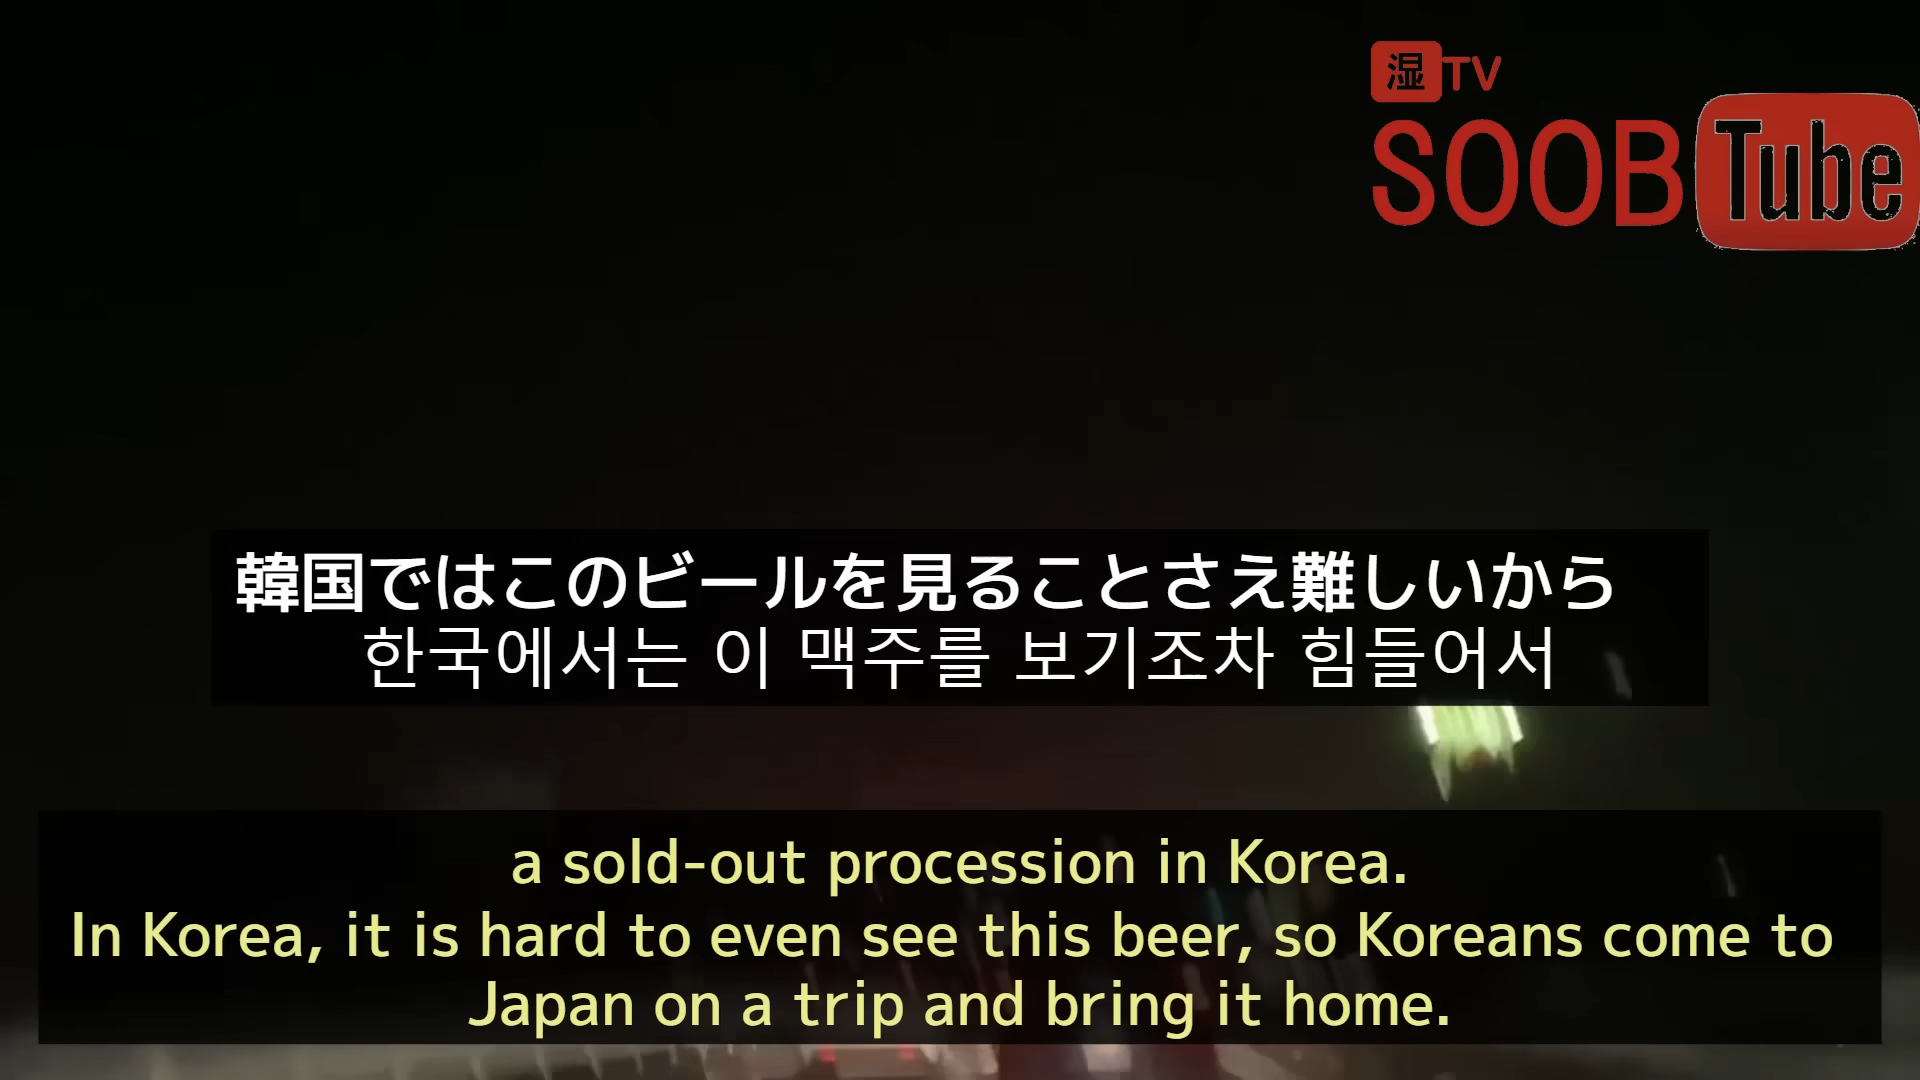 湿TV
SOOBTube
韓国ではこのビールを見ることさえ難しいから
한국에서는 이 맥주를 보기조차 힘들어서
a sold-out procession in Korea.
In Korea, it is hard to even see this beer, so Koreans come to
Japan on a trip and bring it home.